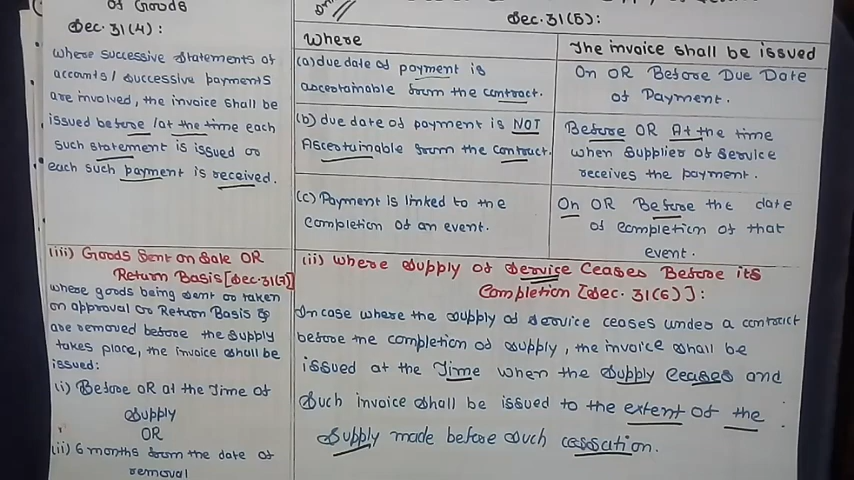 of Goods
Sec. 31(4):
where successive statements of
accounts / successive payments
are involved, the invoice shall be
issued before /at the time each
such statement is issued or
each such payment is received.
(iii) Goods Sent on Sale OR
Return Basis [Sec.31(7)]
where goods being sent or taken
on approval or Return Basis &
are removed before the supply
takes place, the invoice shall be
issued:
(i) Before OR at the Time of
Supply
OR
(ii) 6 months from the date of
removal
Sec. 31(5):
Where
The invoice shall be issued
(a) due date of payment is
ascertainable from the contract.
On OR Before Due Date
of Payment.
(b) due date of payment is NOT
Ascertainable from the contract.
Before OR At the time
when supplier of service
receives the payment.
(c) Payment is linked to the
completion of an event.
On OR Before the date
of completion of that
event.
(ii) Where Supply of Service Ceases Before its
Completion [Sec. 31(6)]:
In case where the supply of service ceases under a contract
before the completion of supply, the invoice shall be
issued at the Time when the Supply Ceases and
Such invoice shall be issued to the extent of the
Supply made before such cessation.